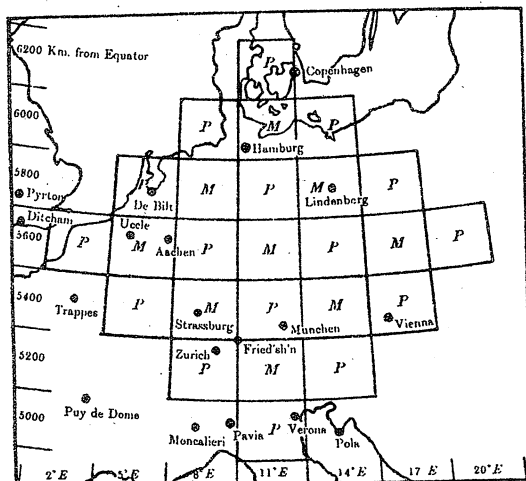 6200 Km. from Equator
P
Copenhagen
6000
P M P
Hamburg
5800
Pyrton
P M P M P
De Bilt Lindenberg
Ditcham
Uccle
5600
P M P M P M P
Aachen
5400
P M P M P
Trappes
Strassburg
München
Vienna
5200
Zurich
Fried'sh'n
P M P
Puy de Dome
5000
Moncalieri
Pavia
P
Verona
Pola
2°E 5°E 8°E 11°E 14°E 17 E 20°E